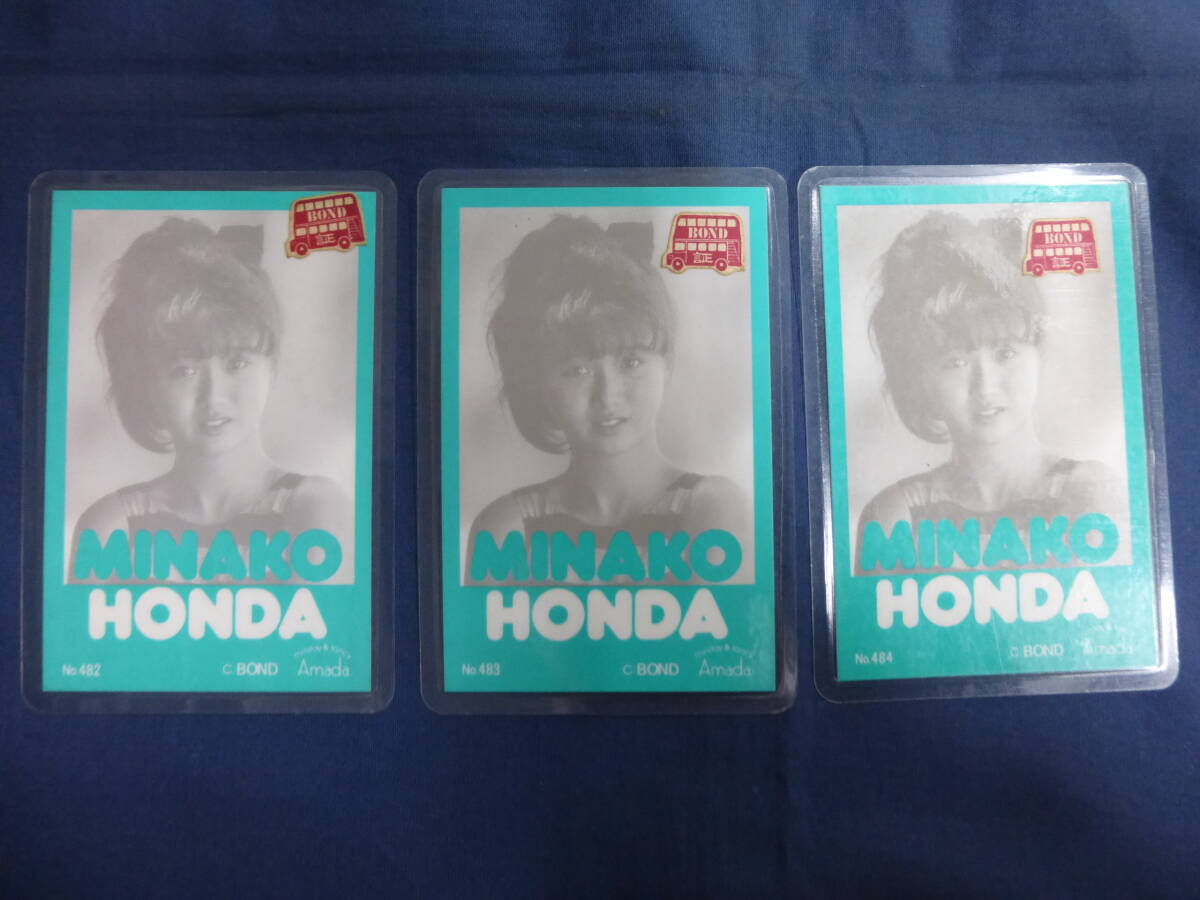 BOND
証
MINAKO
HONDA
No.482
C BOND
Amada
BOND
証
MINAKO
HONDA
No.483
C BOND
Amada
BOND
証
MINAKO
HONDA
No.484
C BOND
Amada